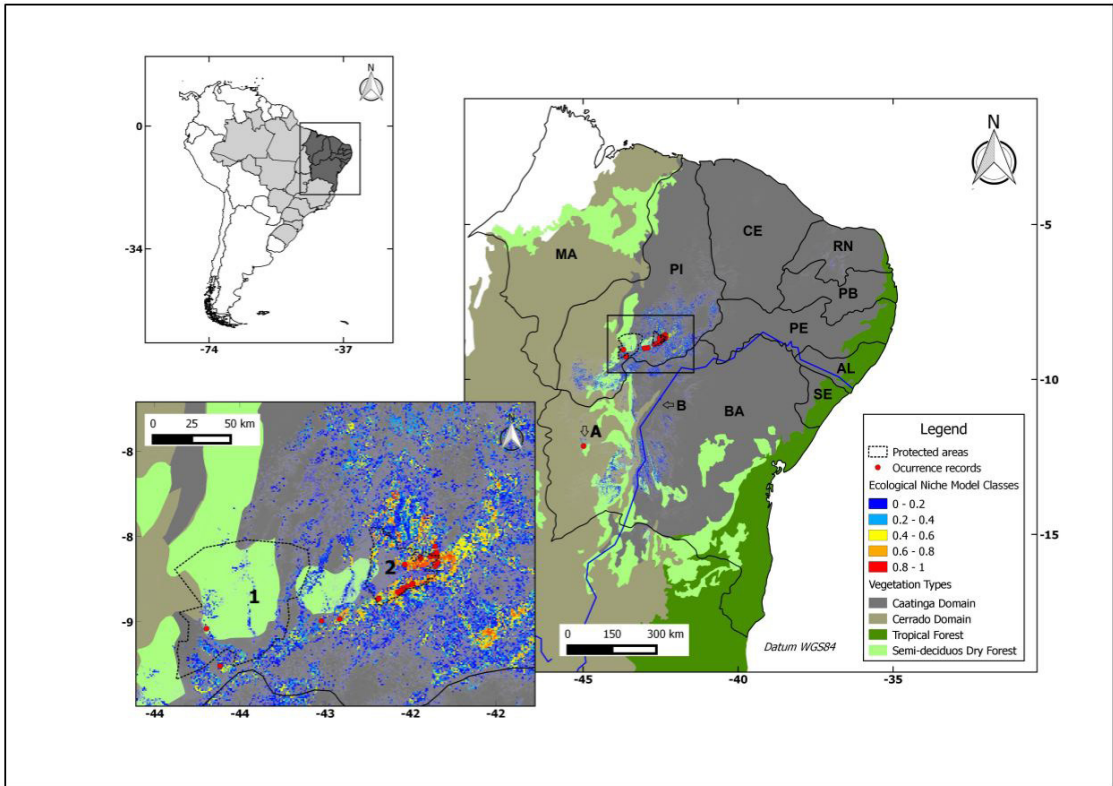 N
0
-34
-74
-37
N
-5
-10
-15
-45
-40
-35
MA
PI
CE
RN
PB
PE
AL
SE
BA
A
B
0 150 300 km
Datum WGS84
Legend
Protected areas
Ocurrence records
Ecological Niche Model Classes
0 - 0.2
0.2 - 0.4
0.4 - 0.6
0.6 - 0.8
0.8 - 1
Vegetation Types
Caatinga Domain
Cerrado Domain
Tropical Forest
Semi-deciduos Dry Forest
0 25 50 km
N
-8
-8
-9
1
2
-44
-44
-43
-42
-42